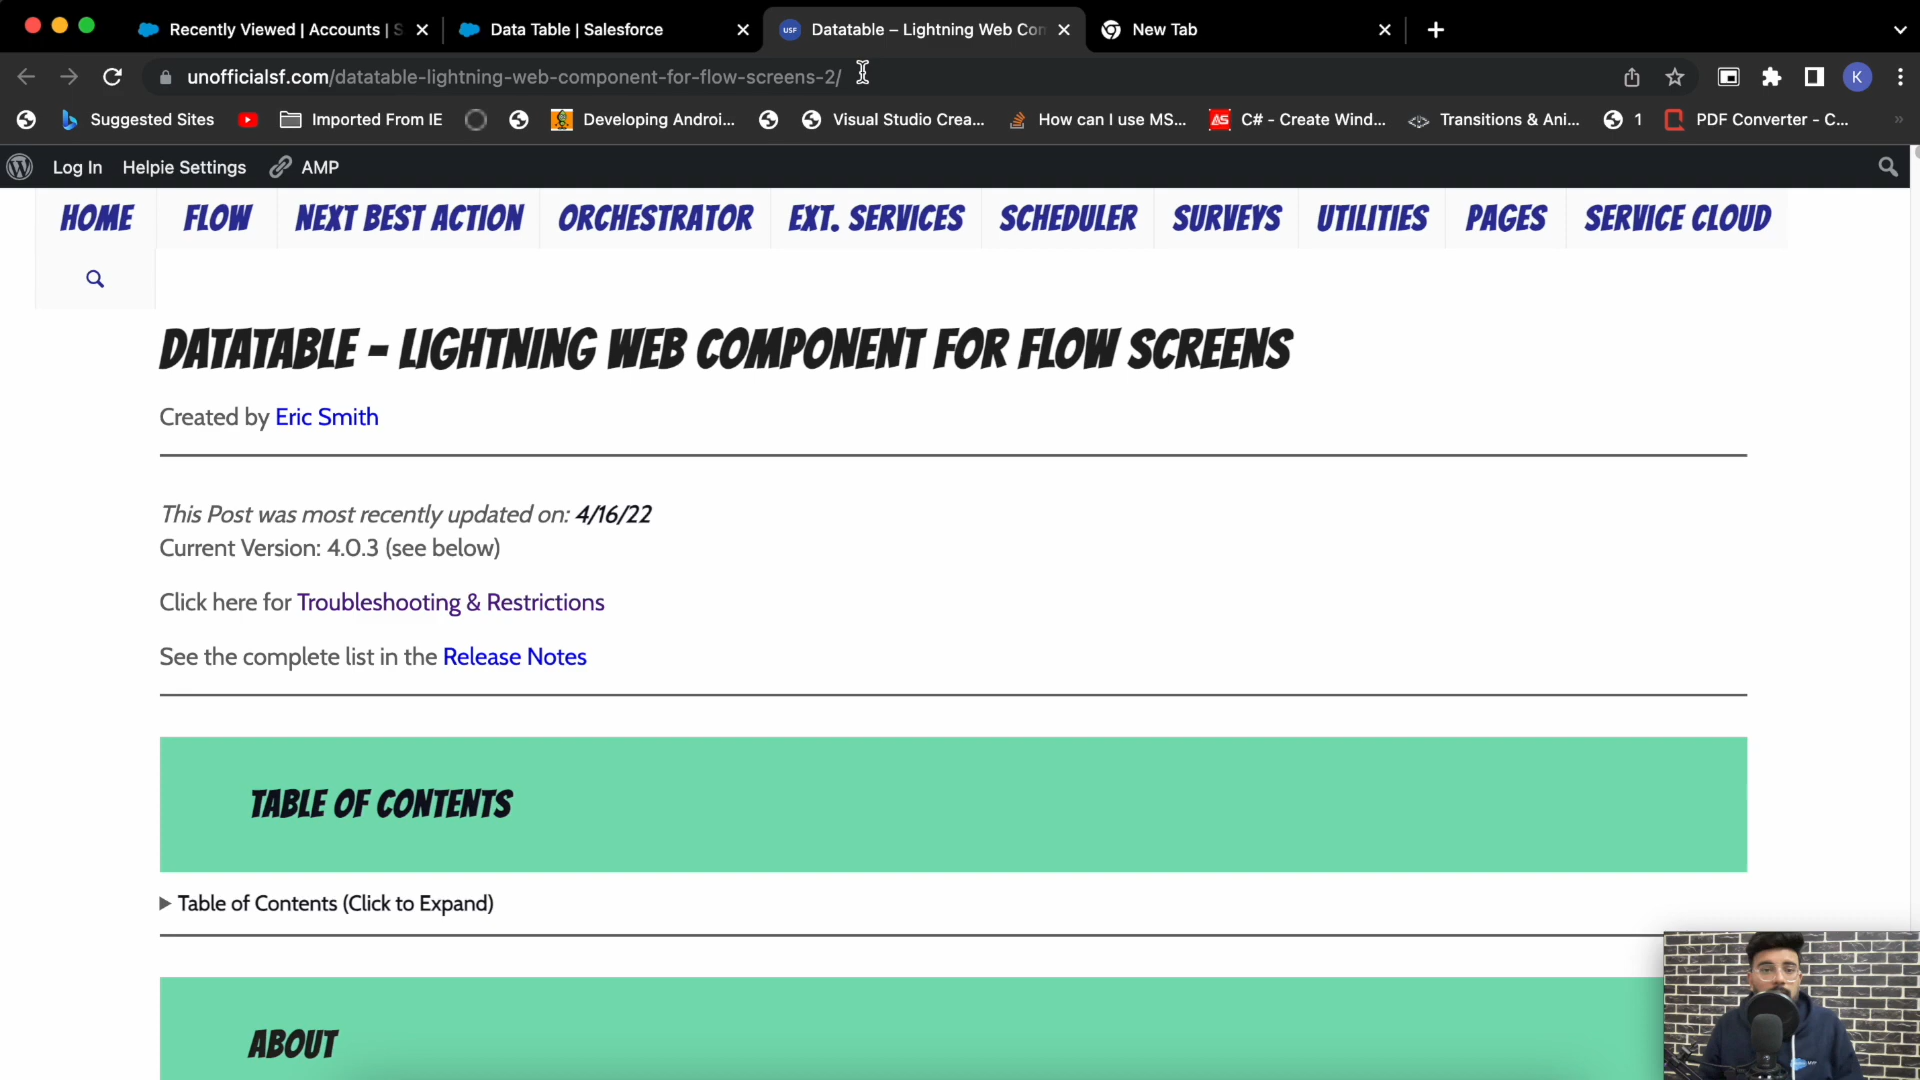 Recently Viewed | Accounts | S
Data Table | Salesforce
USF
Datatable – Lightning Web Con
New Tab
unofficialsf.com/datatable-lightning-web-component-for-flow-screens-2/
K
Suggested Sites
Imported From IE
Developing Androi...
Visual Studio Crea...
How can I use MS...
AS
C# - Create Wind...
Transitions & Ani...
1
PDF Converter - C...
Log In
Helpie Settings
AMP
HOME
FLOW
NEXT BEST ACTION
ORCHESTRATOR
EXT. SERVICES
SCHEDULER
SURVEYS
UTILITIES
PAGES
SERVICE CLOUD
DATATABLE – LIGHTNING WEB COMPONENT FOR FLOW SCREENS
Created by Eric Smith
This Post was most recently updated on: 4/16/22
Current Version: 4.0.3 (see below)
Click here for Troubleshooting & Restrictions
See the complete list in the Release Notes
TABLE OF CONTENTS
Table of Contents (Click to Expand)
ABOUT